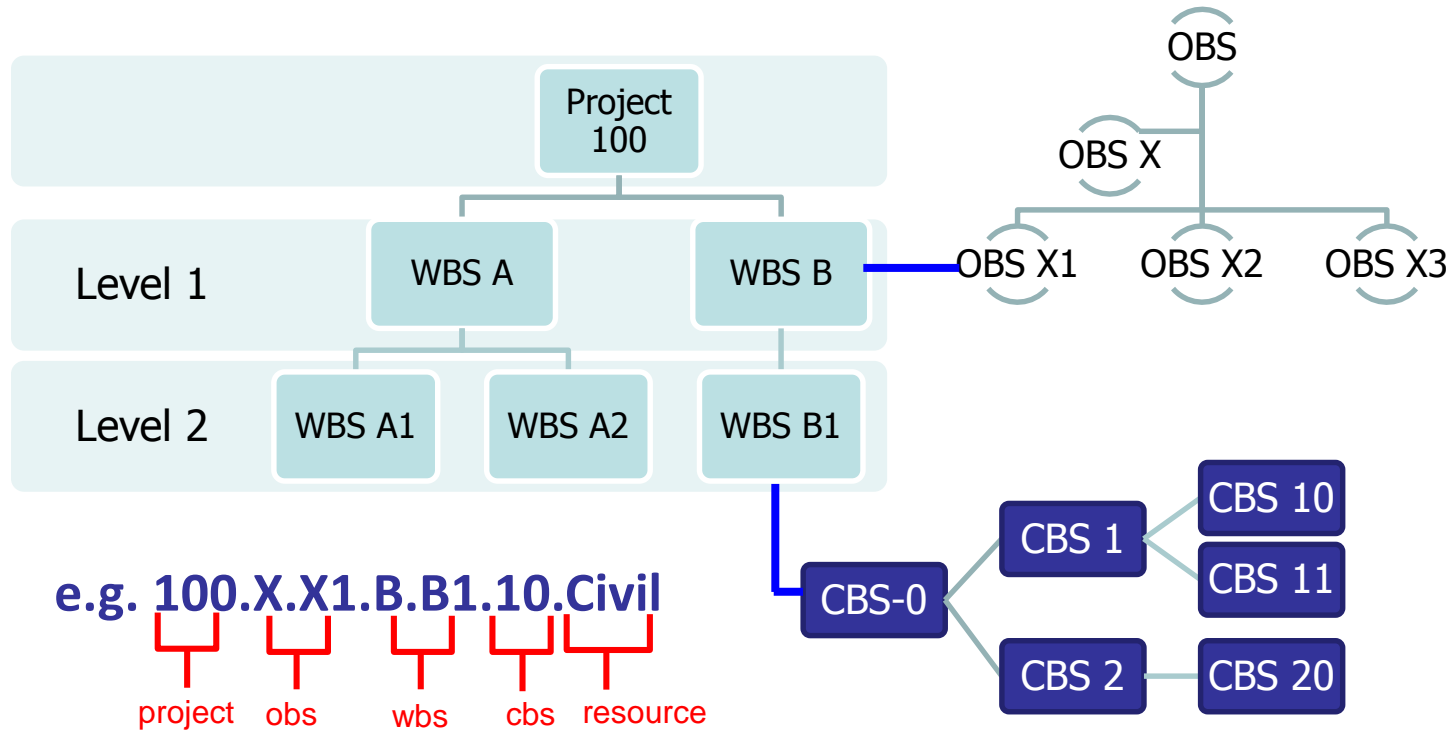 Project
100
Level 1
WBS A
WBS B
Level 2
WBS A1
WBS A2
WBS B1
OBS
OBS X
OBS X1
OBS X2
OBS X3
CBS-0
CBS 1
CBS 10
CBS 11
CBS 2
CBS 20
e.g. 100.X.X1.B.B1.10.Civil
project
obs
wbs
cbs
resource